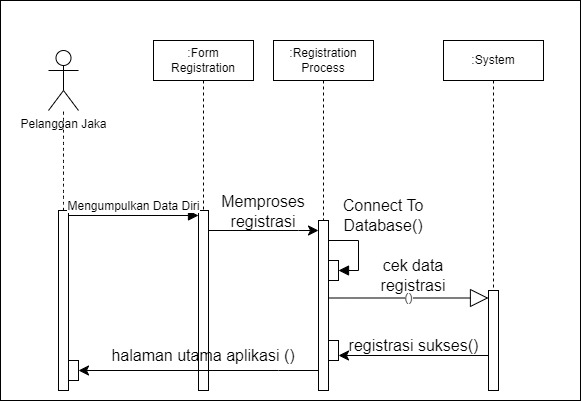 :Form
Registration
:Registration
Process
:System
Pelanggan Jaka
Mengumpulkan Data Diri
Memproses
registrasi
Connect To
Database()
cek data
registrasi
()
registrasi sukses()
halaman utama aplikasi ()